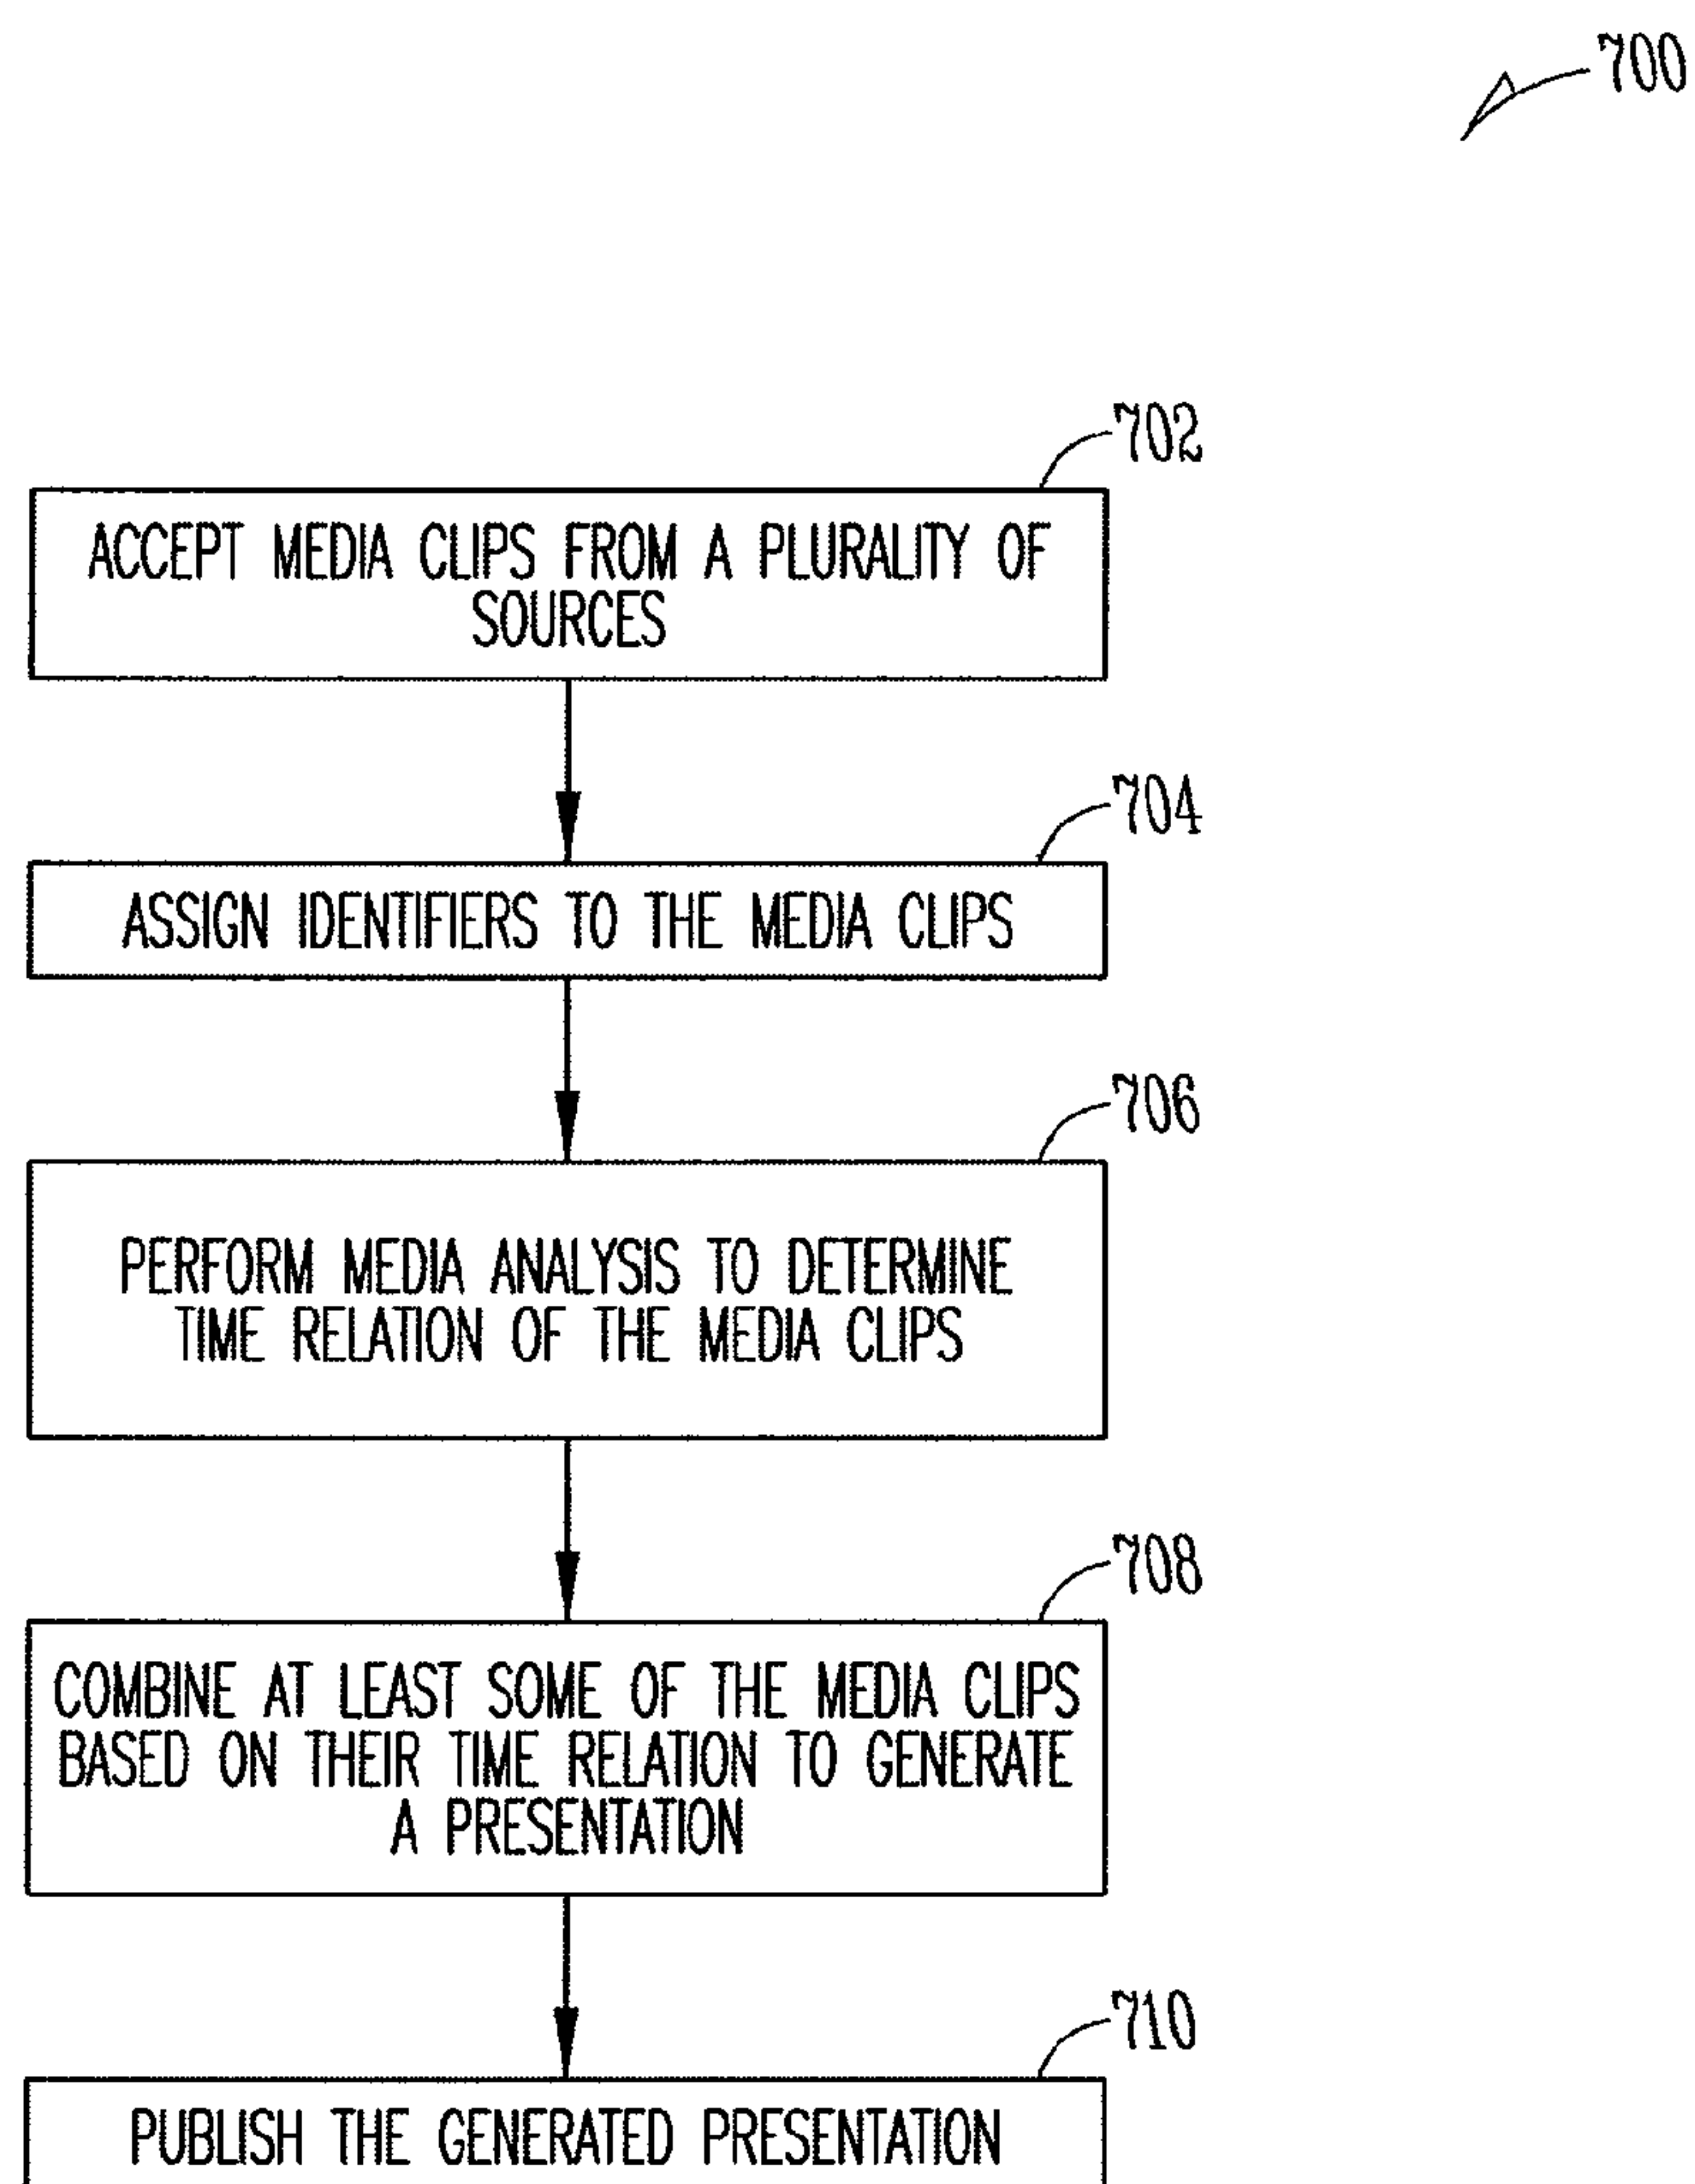 700
702
ACCEPT MEDIA CLIPS FROM A PLURALITY OF
SOURCES
704
ASSIGN IDENTIFIERS TO THE MEDIA CLIPS
706
PERFORM MEDIA ANALYSIS TO DETERMINE
TIME RELATION OF THE MEDIA CLIPS
708
COMBINE AT LEAST SOME OF THE MEDIA CLIPS
BASED ON THEIR TIME RELATION TO GENERATE
A PRESENTATION
710
PUBLISH THE GENERATED PRESENTATION